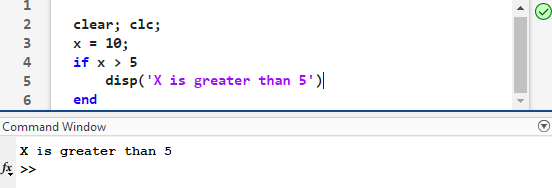 1
2 clear; clc;
3 x = 10;
4 if x > 5
5 disp('X is greater than 5')
6 end
Command Window
X is greater than 5
fx >>